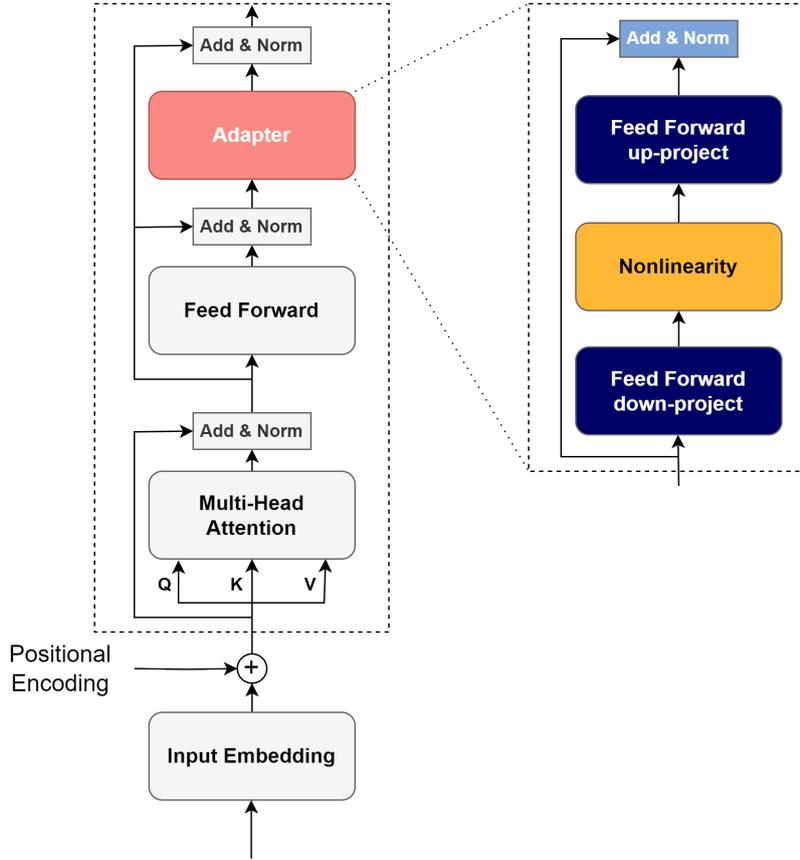 Add & Norm
Adapter
Add & Norm
Feed Forward
Add & Norm
Multi-Head
Attention
Q
K
V
Positional
Encoding
+
Input Embedding
Add & Norm
Feed Forward
up-project
Nonlinearity
Feed Forward
down-project